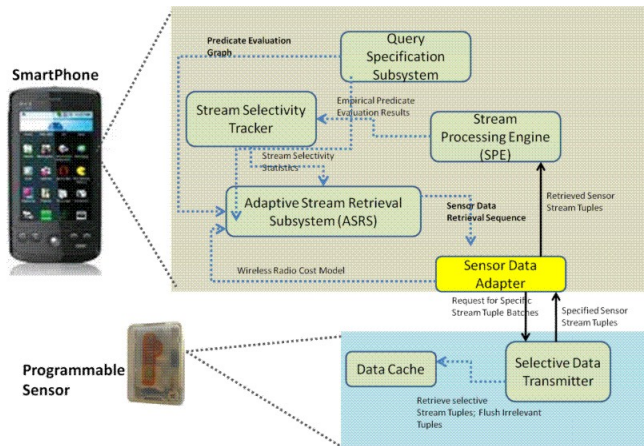 SmartPhone
Predicate Evaluation
Graph
Query
Specification
Subsystem
Stream Selectivity
Tracker
Empirical Predicate
Evaluation Results
Stream
Processing Engine
(SPE)
Stream Selectivity
Statistics
Adaptive Stream Retrieval
Subsystem (ASRS)
Sensor Data
Retrieval Sequence
Retrieved Sensor
Stream Tuples
Wireless Radio Cost Model
Sensor Data
Adapter
Request for Specific
Stream Tuple Batches
Specified Sensor
Stream Tuples
Programmable
Sensor
Data Cache
Selective Data
Transmitter
Retrieve selective
Stream Tuples; Flush Irrelevant
Tuples